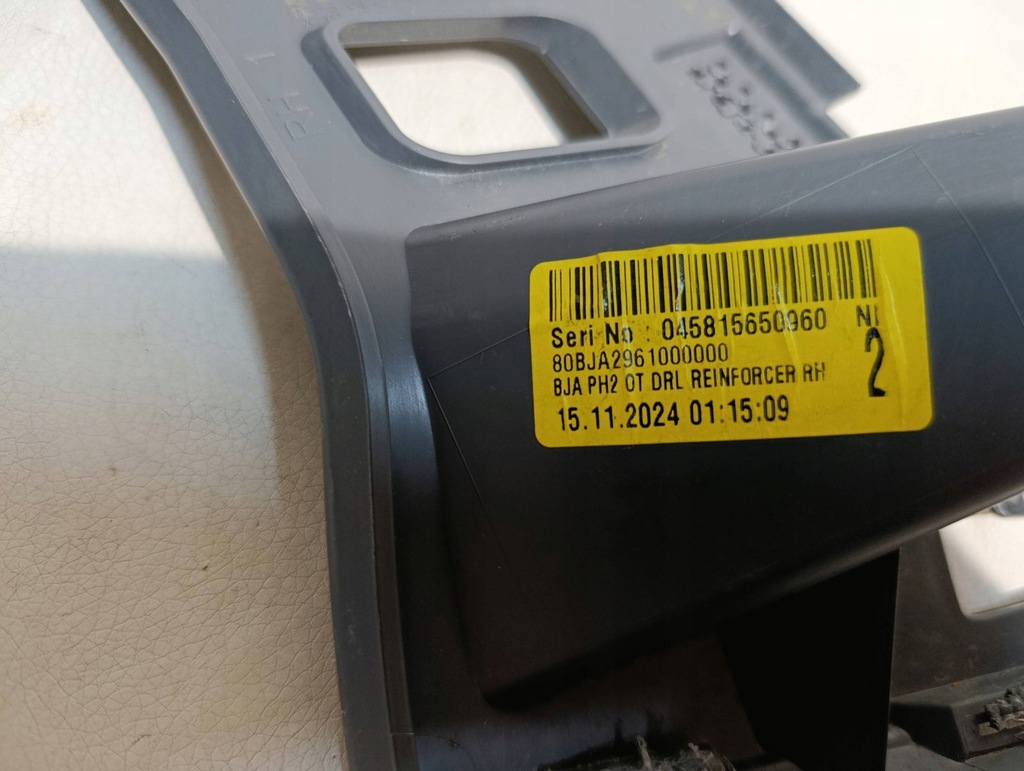 RH 1
Seri No : 045815650960 NI
80BJA2961000000
BJA PH2 OT DRL REINFORCER RH
2
15.11.2024 01:15:09